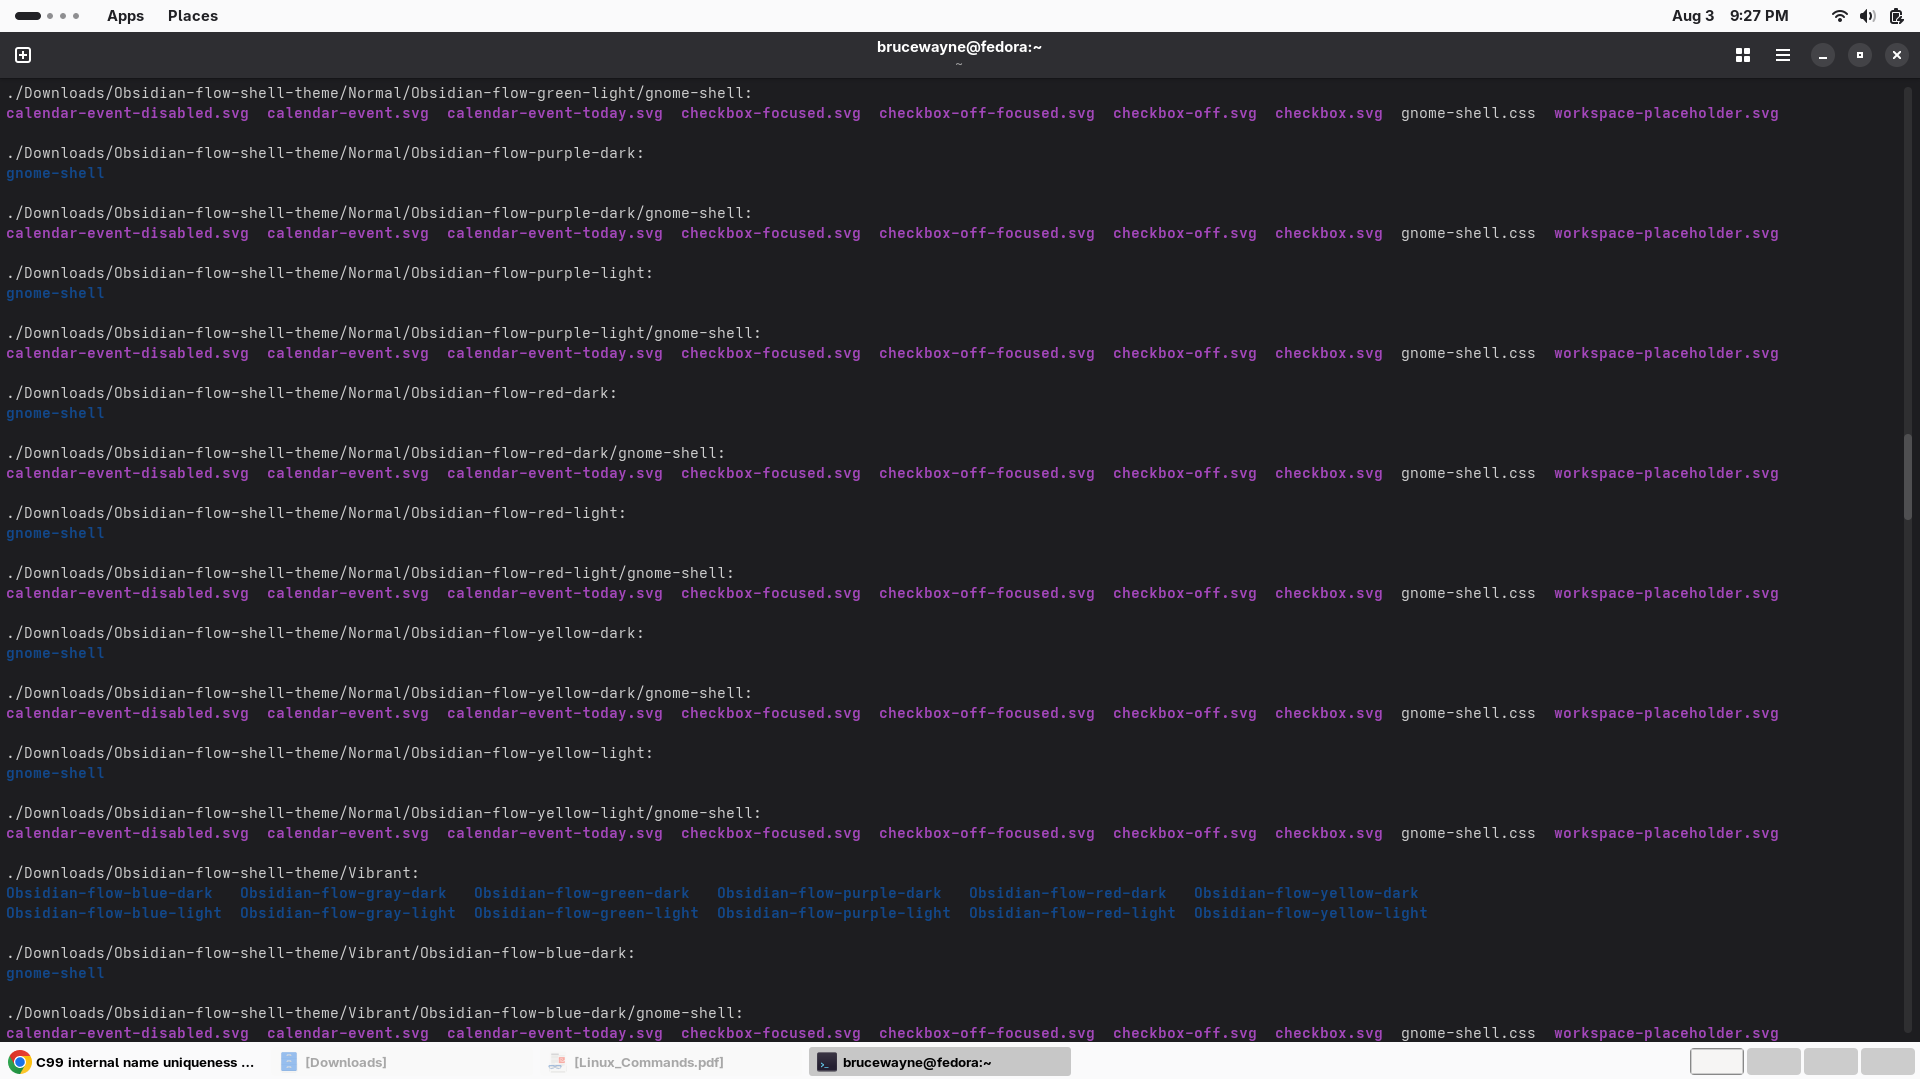 Apps Places Aug 3 9:27 PM
brucewayne@fedora:~
~
./Downloads/Obsidian-flow-shell-theme/Normal/Obsidian-flow-green-light/gnome-shell:
calendar-event-disabled.svg calendar-event.svg calendar-event-today.svg checkbox-focused.svg checkbox-off-focused.svg checkbox-off.svg checkbox.svg gnome-shell.css workspace-placeholder.svg
./Downloads/Obsidian-flow-shell-theme/Normal/Obsidian-flow-purple-dark:
gnome-shell
./Downloads/Obsidian-flow-shell-theme/Normal/Obsidian-flow-purple-dark/gnome-shell:
calendar-event-disabled.svg calendar-event.svg calendar-event-today.svg checkbox-focused.svg checkbox-off-focused.svg checkbox-off.svg checkbox.svg gnome-shell.css workspace-placeholder.svg
./Downloads/Obsidian-flow-shell-theme/Normal/Obsidian-flow-purple-light:
gnome-shell
./Downloads/Obsidian-flow-shell-theme/Normal/Obsidian-flow-purple-light/gnome-shell:
calendar-event-disabled.svg calendar-event.svg calendar-event-today.svg checkbox-focused.svg checkbox-off-focused.svg checkbox-off.svg checkbox.svg gnome-shell.css workspace-placeholder.svg
./Downloads/Obsidian-flow-shell-theme/Normal/Obsidian-flow-red-dark:
gnome-shell
./Downloads/Obsidian-flow-shell-theme/Normal/Obsidian-flow-red-dark/gnome-shell:
calendar-event-disabled.svg calendar-event.svg calendar-event-today.svg checkbox-focused.svg checkbox-off-focused.svg checkbox-off.svg checkbox.svg gnome-shell.css workspace-placeholder.svg
./Downloads/Obsidian-flow-shell-theme/Normal/Obsidian-flow-red-light:
gnome-shell
./Downloads/Obsidian-flow-shell-theme/Normal/Obsidian-flow-red-light/gnome-shell:
calendar-event-disabled.svg calendar-event.svg calendar-event-today.svg checkbox-focused.svg checkbox-off-focused.svg checkbox-off.svg checkbox.svg gnome-shell.css workspace-placeholder.svg
./Downloads/Obsidian-flow-shell-theme/Normal/Obsidian-flow-yellow-dark:
gnome-shell
./Downloads/Obsidian-flow-shell-theme/Normal/Obsidian-flow-yellow-dark/gnome-shell:
calendar-event-disabled.svg calendar-event.svg calendar-event-today.svg checkbox-focused.svg checkbox-off-focused.svg checkbox-off.svg checkbox.svg gnome-shell.css workspace-placeholder.svg
./Downloads/Obsidian-flow-shell-theme/Normal/Obsidian-flow-yellow-light:
gnome-shell
./Downloads/Obsidian-flow-shell-theme/Normal/Obsidian-flow-yellow-light/gnome-shell:
calendar-event-disabled.svg calendar-event.svg calendar-event-today.svg checkbox-focused.svg checkbox-off-focused.svg checkbox-off.svg checkbox.svg gnome-shell.css workspace-placeholder.svg
./Downloads/Obsidian-flow-shell-theme/Vibrant:
Obsidian-flow-blue-dark Obsidian-flow-gray-dark Obsidian-flow-green-dark Obsidian-flow-purple-dark Obsidian-flow-red-dark Obsidian-flow-yellow-dark
Obsidian-flow-blue-light Obsidian-flow-gray-light Obsidian-flow-green-light Obsidian-flow-purple-light Obsidian-flow-red-light Obsidian-flow-yellow-light
./Downloads/Obsidian-flow-shell-theme/Vibrant/Obsidian-flow-blue-dark:
gnome-shell
./Downloads/Obsidian-flow-shell-theme/Vibrant/Obsidian-flow-blue-dark/gnome-shell:
calendar-event-disabled.svg calendar-event.svg calendar-event-today.svg checkbox-focused.svg checkbox-off-focused.svg checkbox-off.svg checkbox.svg gnome-shell.css workspace-placeholder.svg
C99 internal name uniqueness ... [Downloads] [Linux_Commands.pdf] brucewayne@fedora:~